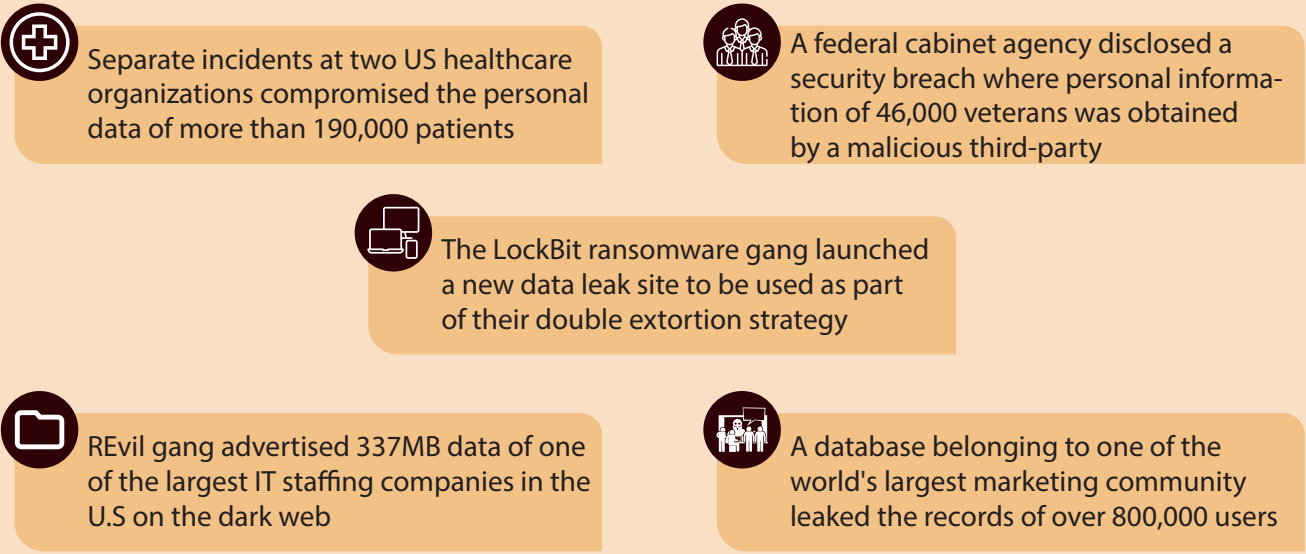 Separate incidents at two US healthcare
organizations compromised the personal
data of more than 190,000 patients
A federal cabinet agency disclosed a
security breach where personal informa-
tion of 46,000 veterans was obtained
by a malicious third-party
The LockBit ransomware gang launched
a new data leak site to be used as part
of their double extortion strategy
REvil gang advertised 337MB data of one
of the largest IT staffing companies in the
U.S on the dark web
A database belonging to one of the
world's largest marketing community
leaked the records of over 800,000 users